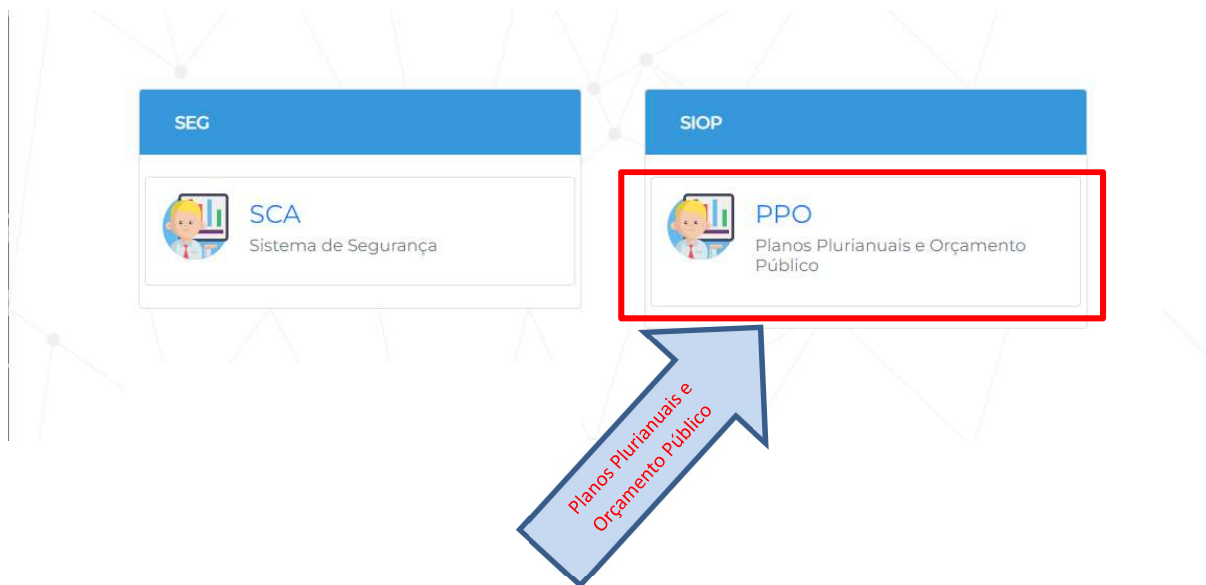 SEG
SCA
Sistema de Segurança
SIOP
PPO
Planos Plurianuais e Orçamento
Público
Planos Plurianuais e
Orçamento Público